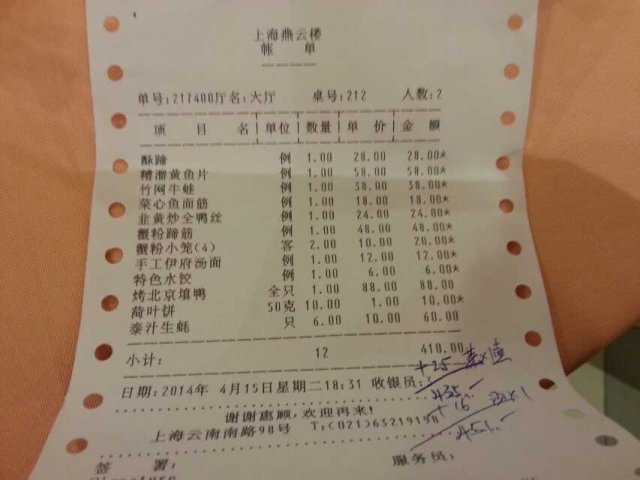 上海燕云楼
帐 单
单号:217400厅名:大厅 桌号:212 人数:2
项 目 名 单位 数量 单 价 金 额
酥蹄 例 1.00 28.00 28.00*
糟溜黄鱼片 例 1.00 58.00 58.00*
竹网牛蛙 例 1.00 38.00 38.00*
菜心鱼面筋 例 1.00 18.00 18.00*
韭黄炒全鸭丝 例 1.00 24.00 24.00*
蟹粉蹄筋 例 1.00 48.00 48.00*
蟹粉小笼(4) 客 2.00 10.00 20.00*
手工伊府汤面 例 1.00 12.00 12.00*
特色水饺 例 1.00 6.00 6.00*
烤北京填鸭 全只 1.00 88.00 88.00
荷叶饼 50克 10.00 1.00 10.00*
泰汁生蚝 只 6.00 10.00 60.00
小计: 12 410.00
+25
日期:2014年 4月15日星期二18:31 收银员:
435
谢谢惠顾,欢迎再来!
+16
上海云南南路98号 T:(021)63219198
451
签 署: 服务员: